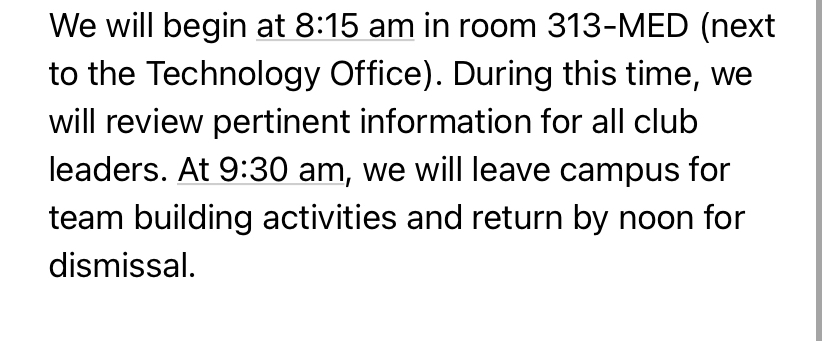 We will begin at 8:15 am in room 313-MED (next
to the Technology Office). During this time, we
will review pertinent information for all club
leaders. At 9:30 am, we will leave campus for
team building activities and return by noon for
dismissal.